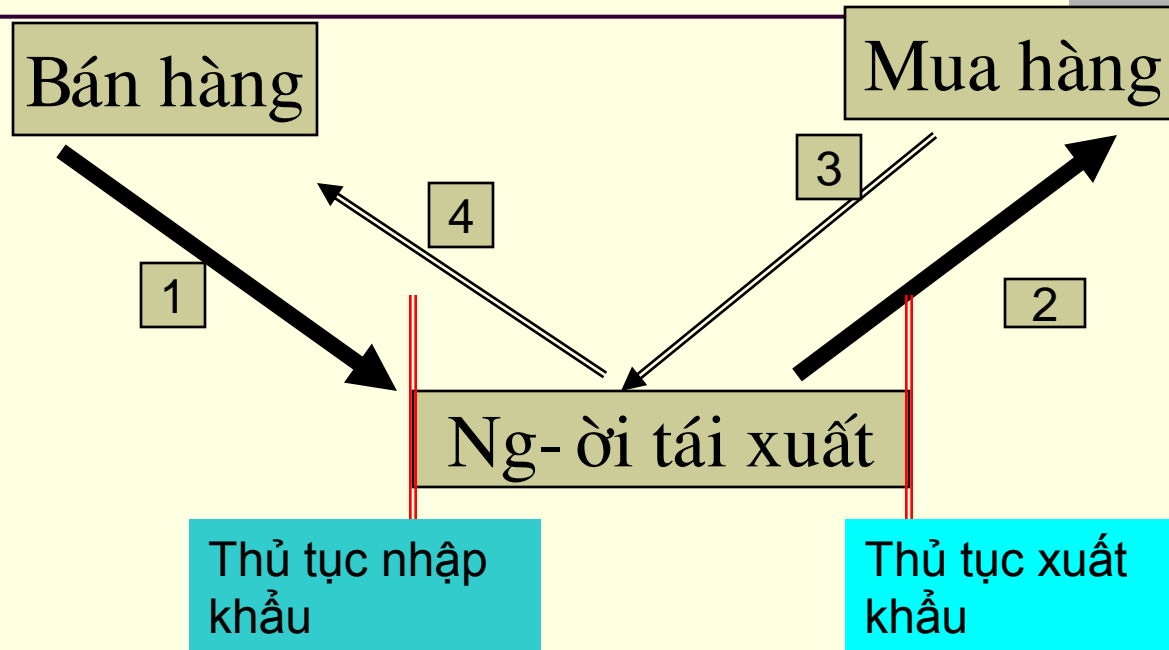 Bán hàng
Mua hàng
3
4
1
2
Ng- ời tái xuất
Thủ tục nhập
khẩu
Thủ tục xuất
khẩu